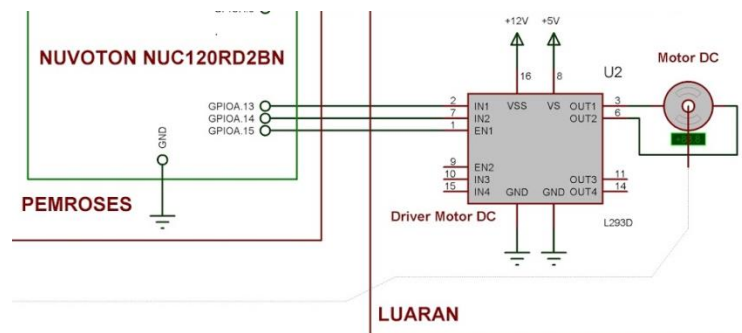 +12V
+5V
NUVOTON NUC120RD2BN
Motor DC
U2
16
8
GPIOA.13
GPIOA.14
GPIOA.15
2
7
1
IN1
IN2
EN1
VSS
VS
OUT1
OUT2
3
6
GND
9
10
15
EN2
IN3
IN4
GND
GND
OUT3
OUT4
11
14
PEMROSES
Driver Motor DC
L293D
LUARAN